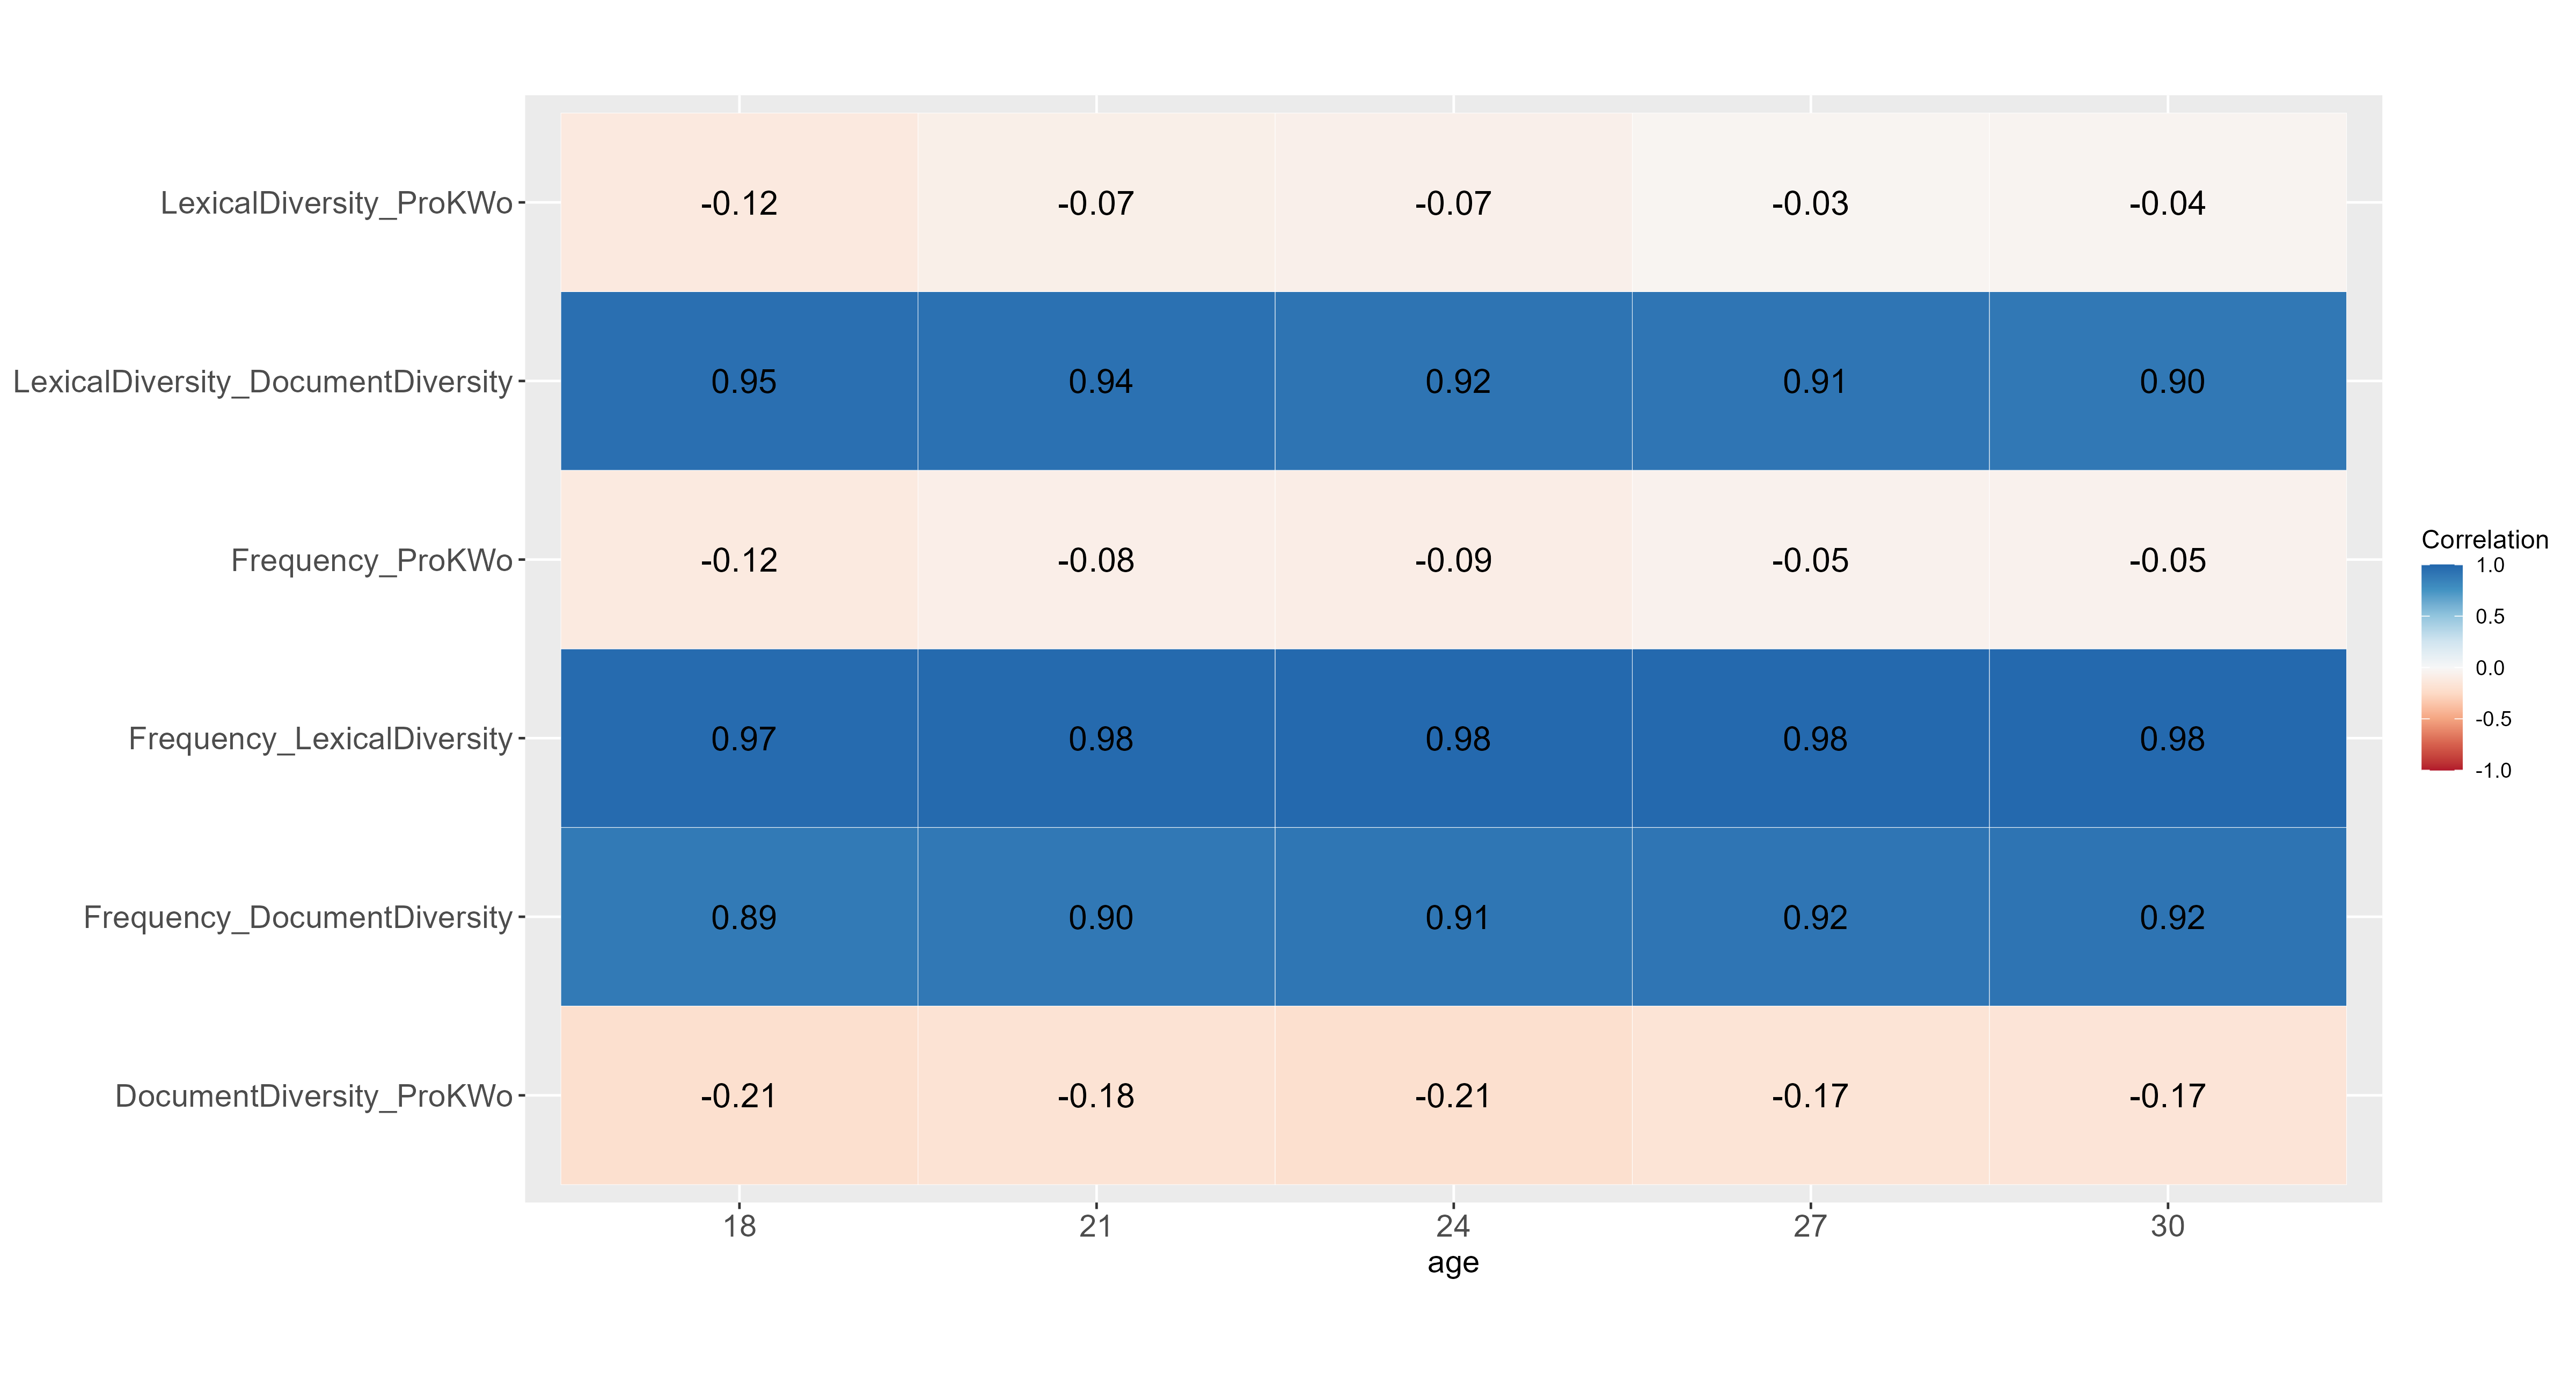 LexicalDiversity_ProKWo -0.12 -0.07 -0.07 -0.03 -0.04
LexicalDiversity_DocumentDiversity 0.95 0.94 0.92 0.91 0.90
Frequency_ProKWo -0.12 -0.08 -0.09 -0.05 -0.05
Frequency_LexicalDiversity 0.97 0.98 0.98 0.98 0.98
Frequency_DocumentDiversity 0.89 0.90 0.91 0.92 0.92
DocumentDiversity_ProKWo -0.21 -0.18 -0.21 -0.17 -0.17
18 21 24 27 30
age
Correlation
1.0
0.5
0.0
-0.5
-1.0